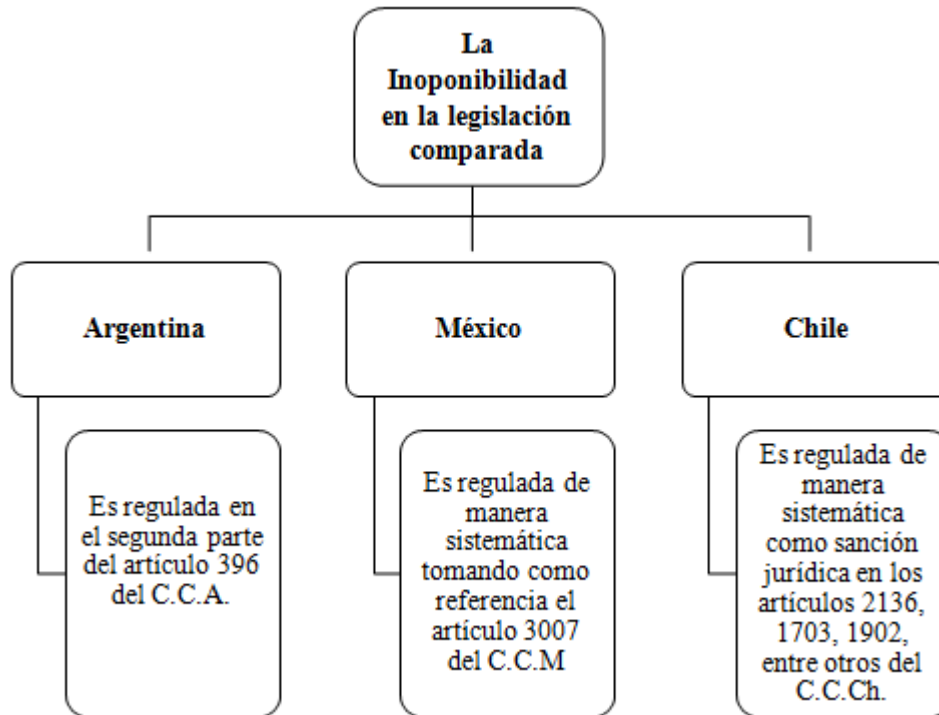 La
Inoponibilidad
en la legislación
comparada
Argentina
México
Chile
Es regulada en
el segunda parte
del artículo 396
del C.C.A.
Es regulada de
manera
sistemática
tomando como
referencia el
artículo 3007
del C.C.M
Es regulada de
manera
sistemática
como sanción
jurídica en los
artículos 2136,
1703, 1902,
entre otros del
C.C.Ch.